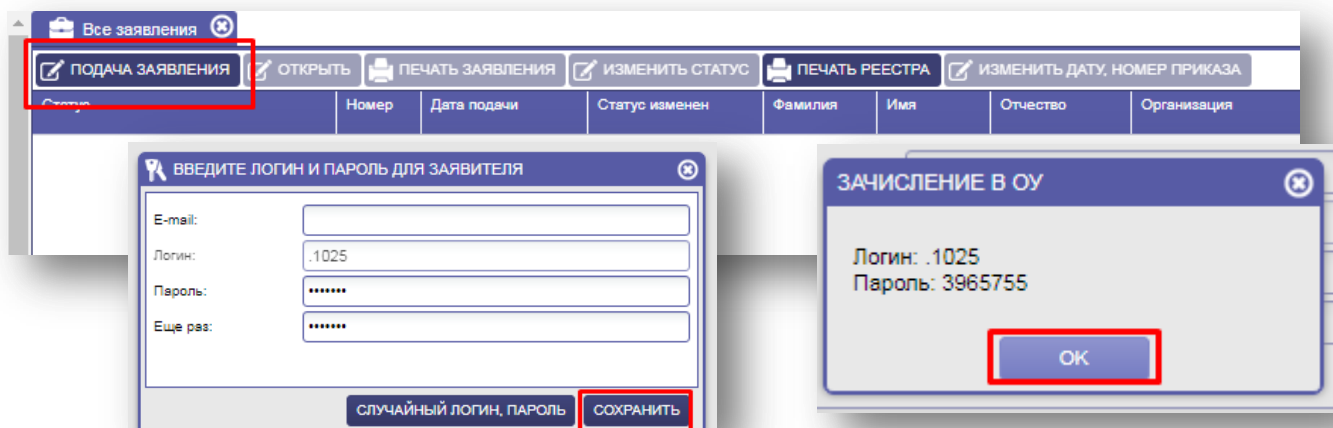 Все заявления
ПОДАЧА ЗАЯВЛЕНИЯ ОТКРЫТЬ ПЕЧАТЬ ЗАЯВЛЕНИЯ ИЗМЕНИТЬ СТАТУС ПЕЧАТЬ РЕЕСТРА ИЗМЕНИТЬ ДАТУ, НОМЕР ПРИКАЗА
Статус Номер Дата подачи Статус изменен Фамилия Имя Отчество Организация
ВВЕДИТЕ ЛОГИН И ПАРОЛЬ ДЛЯ ЗАЯВИТЕЛЯ
E-mail:
Логин: .1025
Пароль: •••••••
Еще раз: •••••••
СЛУЧАЙНЫЙ ЛОГИН, ПАРОЛЬ СОХРАНИТЬ
ЗАЧИСЛЕНИЕ В ОУ
Логин: .1025
Пароль: 3965755
ОК